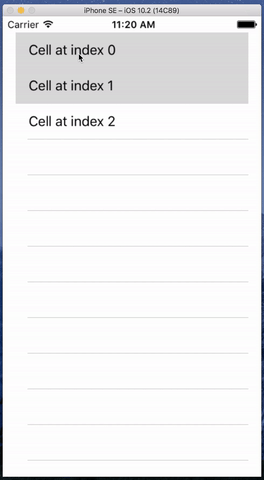 iPhone SE – iOS 10.2 (14C89)
Carrier 11:20 AM
Cell at index 0
Cell at index 1
Cell at index 2